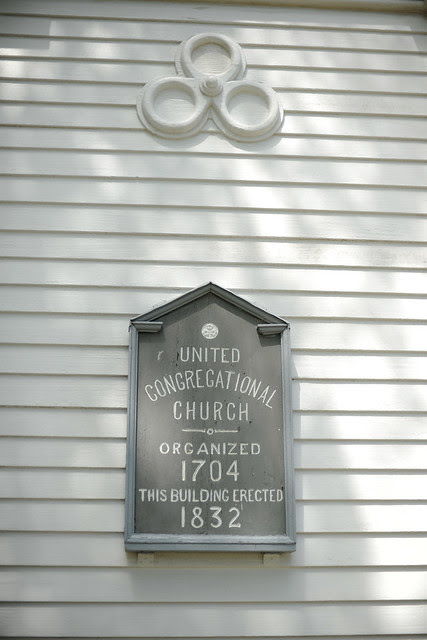 UNITED
CONGREGATIONAL
CHURCH
ORGANIZED
1704
THIS BUILDING ERECTED
1832